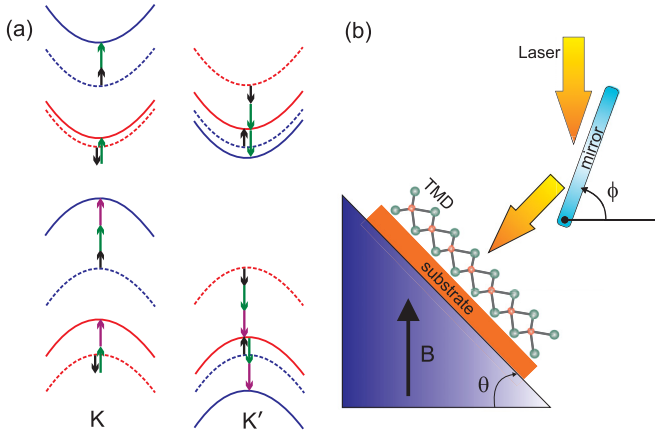 (a)
K
K′
(b)
Laser
mirror
ϕ
TMD
substrate
B
θ